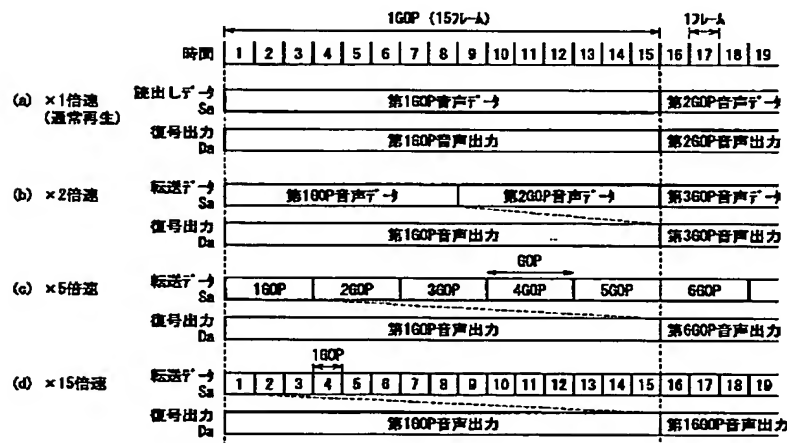 1GOP (15ﾌﾚｰﾑ) 1ﾌﾚｰﾑ
時間 1 2 3 4 5 6 7 8 9 10 11 12 13 14 15 16 17 18 19
(a) ×1倍速 読出しﾃﾞｰﾀ 第1GOP音声ﾃﾞｰﾀ 第2GOP音声ﾃﾞｰﾀ
(通常再生) Sa
復号出力 第1GOP音声出力 第2GOP音声出力
Da
(b) ×2倍速 転送ﾃﾞｰﾀ 第1GOP音声ﾃﾞｰﾀ 第2GOP音声ﾃﾞｰﾀ 第3GOP音声ﾃﾞｰﾀ
Sa
復号出力 第1GOP音声出力 第3GOP音声出力
Da
GOP
(c) ×5倍速 転送ﾃﾞｰﾀ 1GOP 2GOP 3GOP 4GOP 5GOP 6GOP
Sa
復号出力 第1GOP音声出力 第6GOP音声出力
Da
1GOP
(d) ×15倍速 転送ﾃﾞｰﾀ 1 2 3 4 5 6 7 8 9 10 11 12 13 14 15 16 17 18 19
Sa
復号出力 第1GOP音声出力 第16GOP音声出力
Da